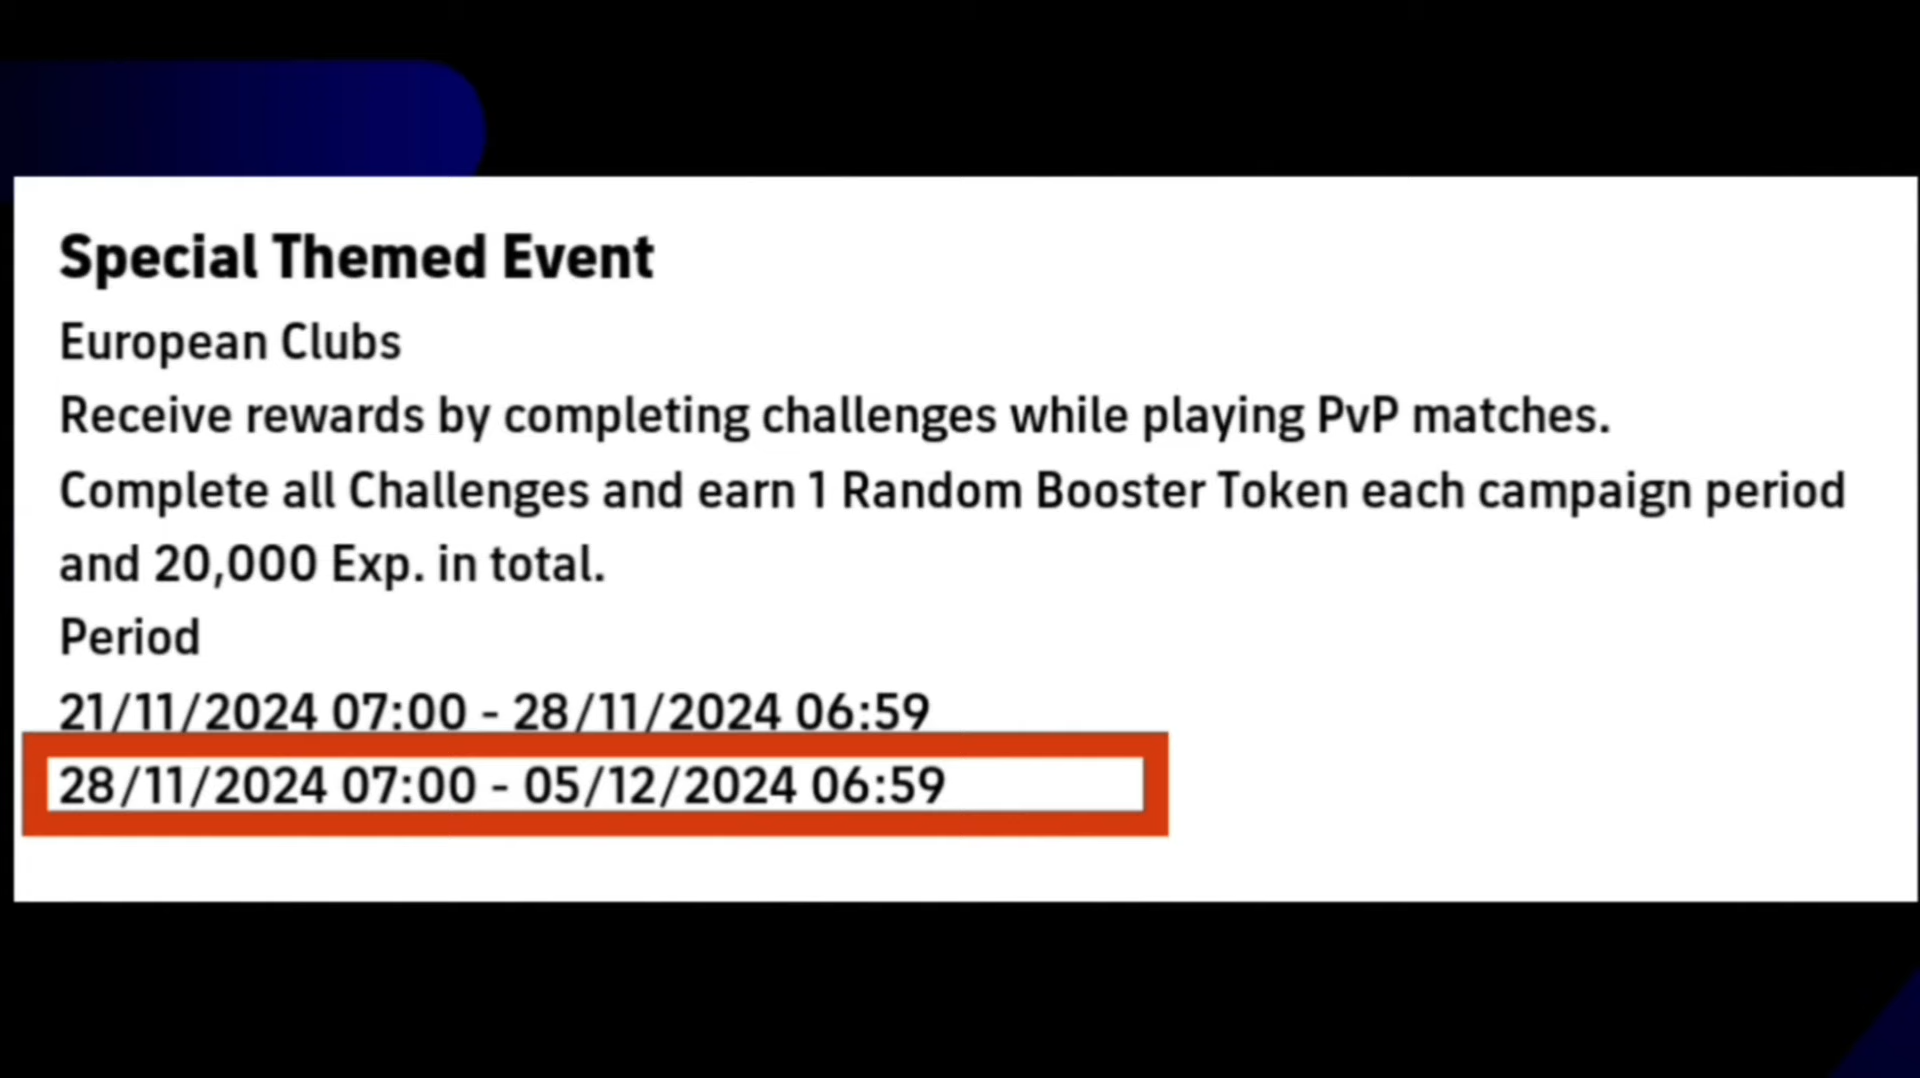 Special Themed Event
European Clubs
Receive rewards by completing challenges while playing PvP matches.
Complete all Challenges and earn 1 Random Booster Token each campaign period
and 20,000 Exp. in total.
Period
21/11/2024 07:00 - 28/11/2024 06:59
28/11/2024 07:00 - 05/12/2024 06:59